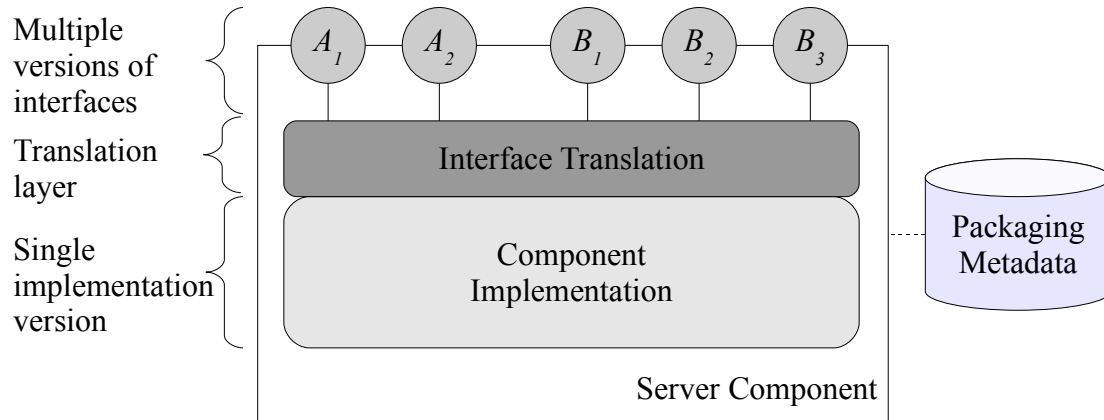 Multiple
versions of
interfaces
A1 A2 B1 B2 B3
Translation
layer
Interface Translation
Single
implementation
version
Component
Implementation
Packaging
Metadata
Server Component